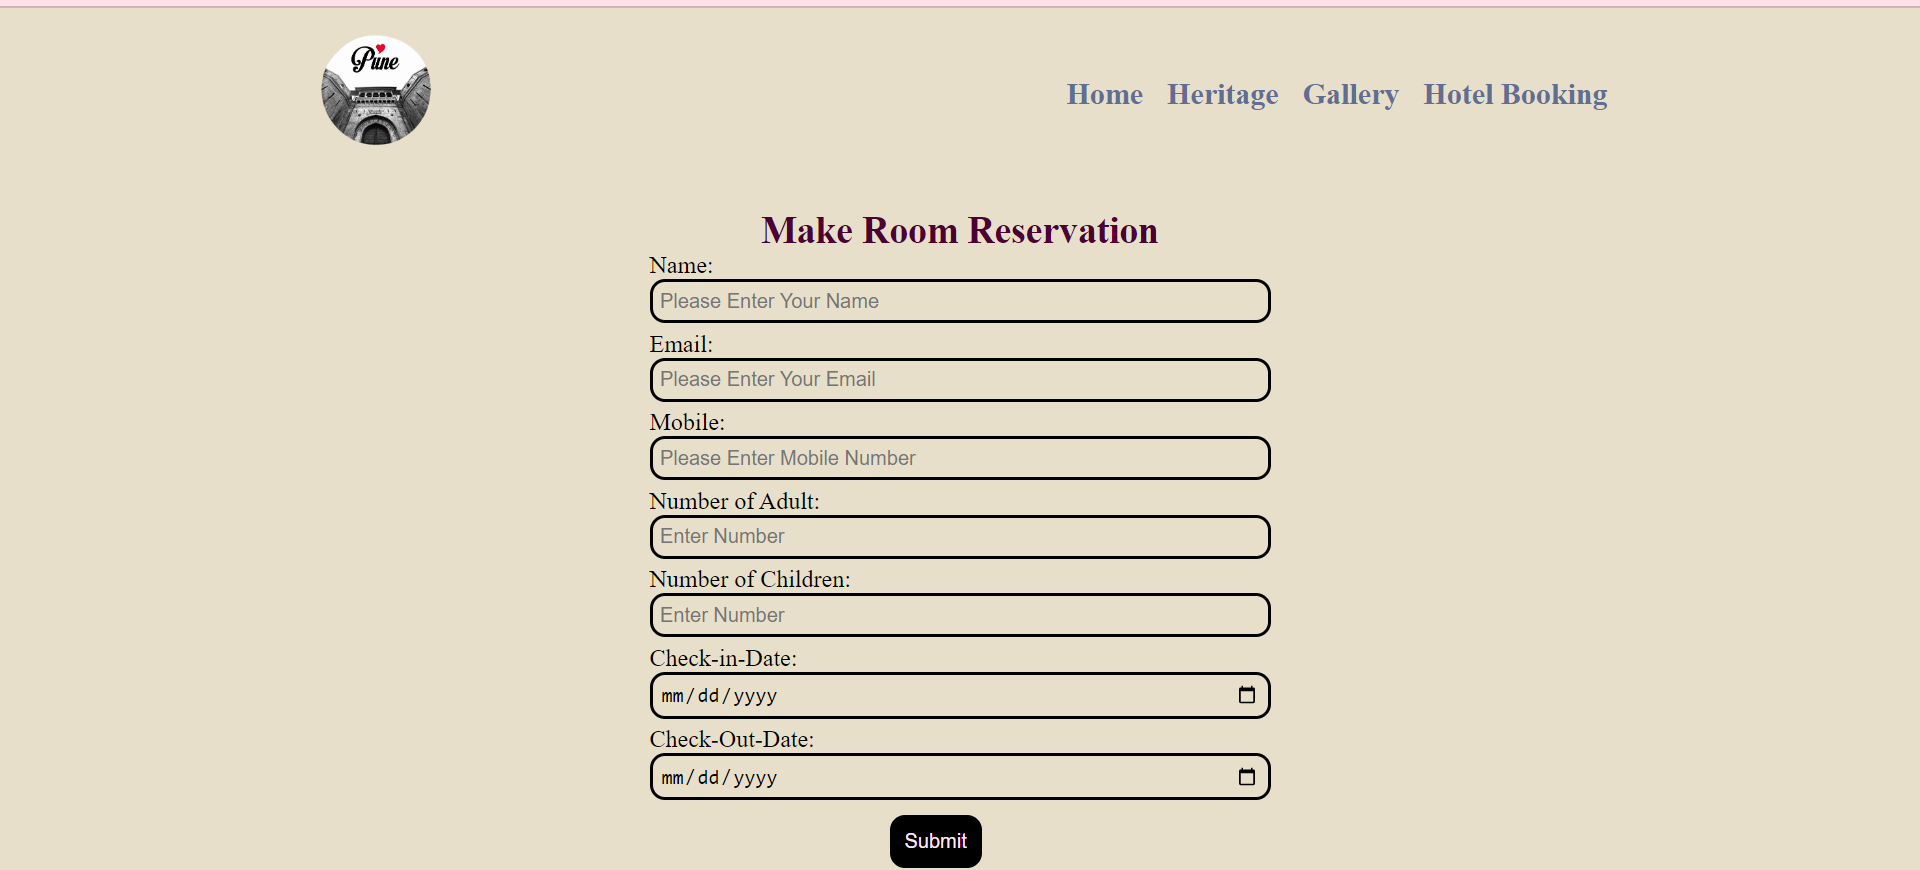 Pune
Home Heritage Gallery Hotel Booking
Make Room Reservation
Name:
Please Enter Your Name
Email:
Please Enter Your Email
Mobile:
Please Enter Mobile Number
Number of Adult:
Enter Number
Number of Children:
Enter Number
Check-in-Date:
mm/dd/yyyy
Check-Out-Date:
mm/dd/yyyy
Submit